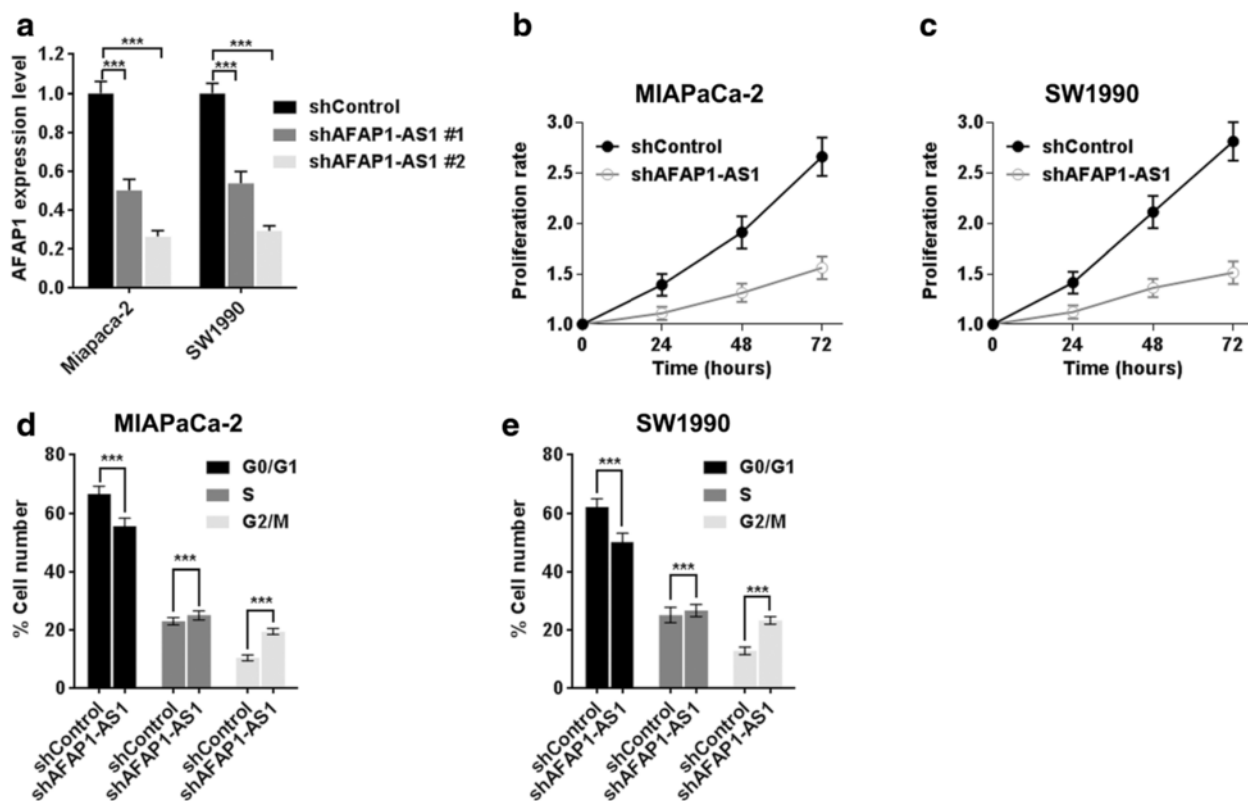 a
AFAP1 expression level
1.2
1.0
0.8
0.6
0.4
0.2
0
***
***
***
***
Miapaca-2
SW1990
shControl
shAFAP1-AS1 #1
shAFAP1-AS1 #2
b
MIAPaCa-2
Proliferation rate
3.0
2.5
2.0
1.5
1.0
shControl
shAFAP1-AS1
0
24
48
72
Time (hours)
c
SW1990
Proliferation rate
3.0
2.5
2.0
1.5
1.0
shControl
shAFAP1-AS1
0
24
48
72
Time (hours)
d
MIAPaCa-2
% Cell number
80
60
40
20
0
***
***
***
G0/G1
S
G2/M
shControl
shAFAP1-AS1
shControl
shAFAP1-AS1
shControl
shAFAP1-AS1
e
SW1990
% Cell number
80
60
40
20
0
***
***
***
G0/G1
S
G2/M
shControl
shAFAP1-AS1
shControl
shAFAP1-AS1
shControl
shAFAP1-AS1